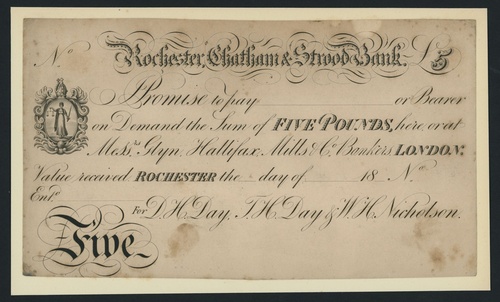 No Rochester, Chatham & Strood Bank. £5
I Promise to pay or Bearer
on Demand the Sum of FIVE POUNDS, here, or at
Messrs Glyn, Hallifax, Mills & Co. Bankers, LONDON:
Value received ROCHESTER the day of 18 No
Entd
For D.H. Day, T.H. Day & W.H. Nicholson.
Five